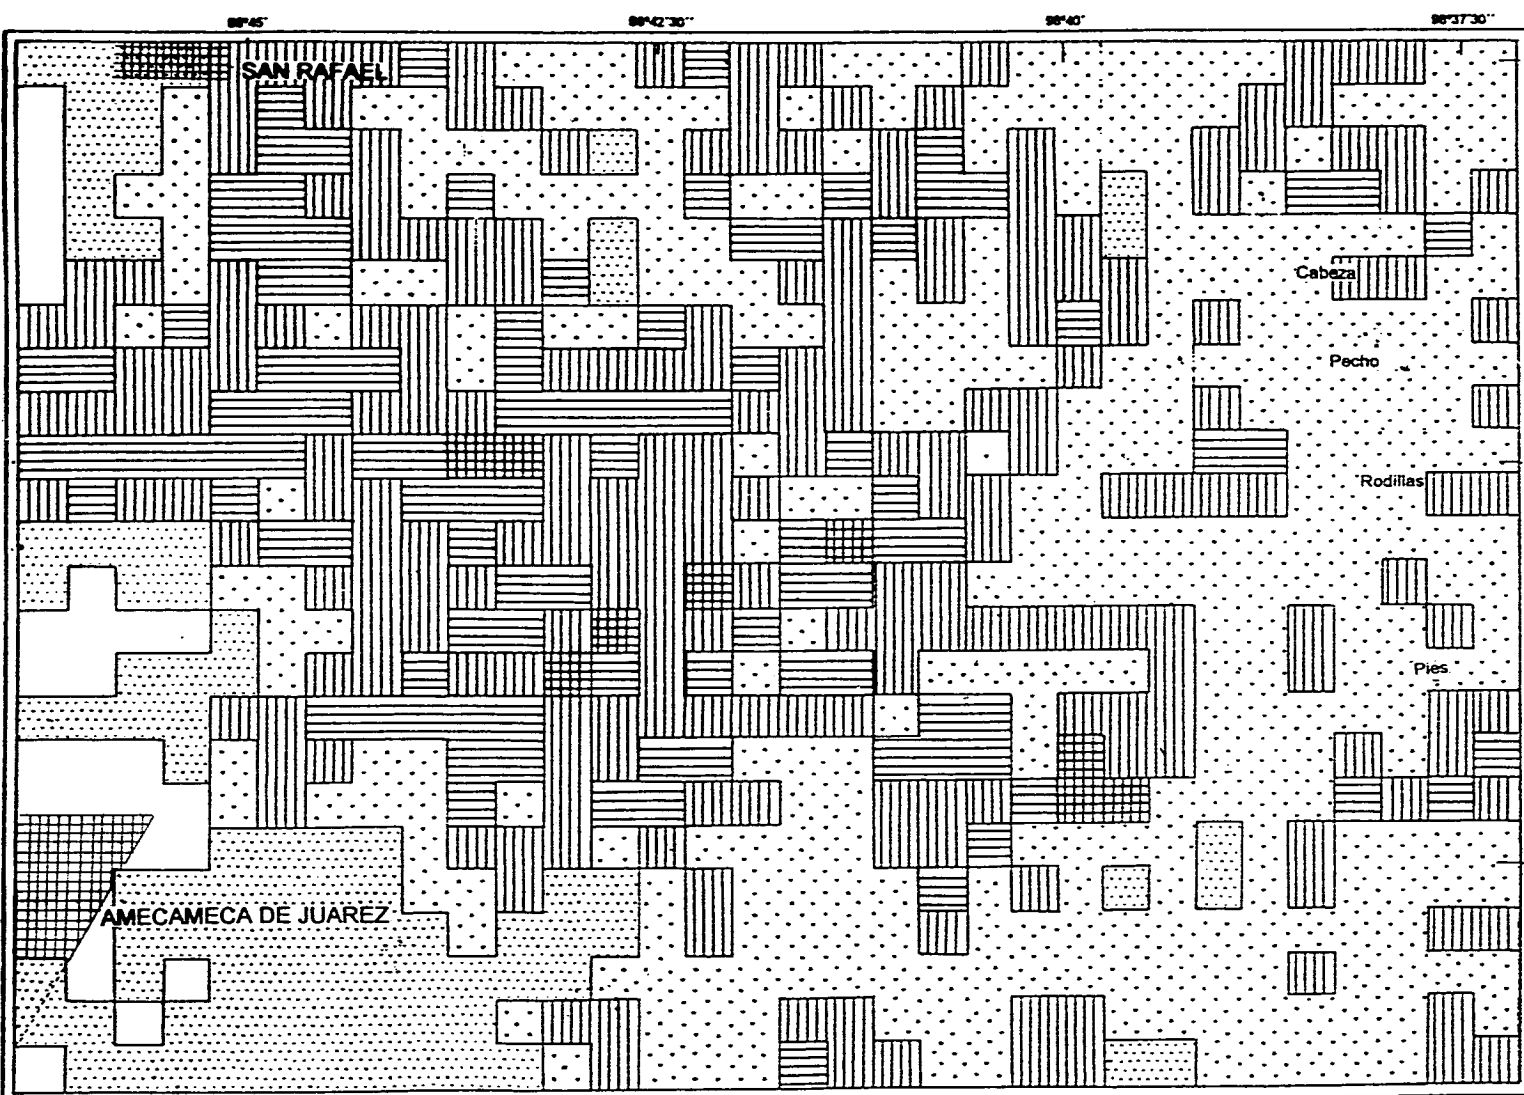 98°45'
98°42'30''
98°40'
98°37'30''
SAN RAFAEL
Cabeza
Pecho
Rodillas
Pies
AMECAMECA DE JUAREZ